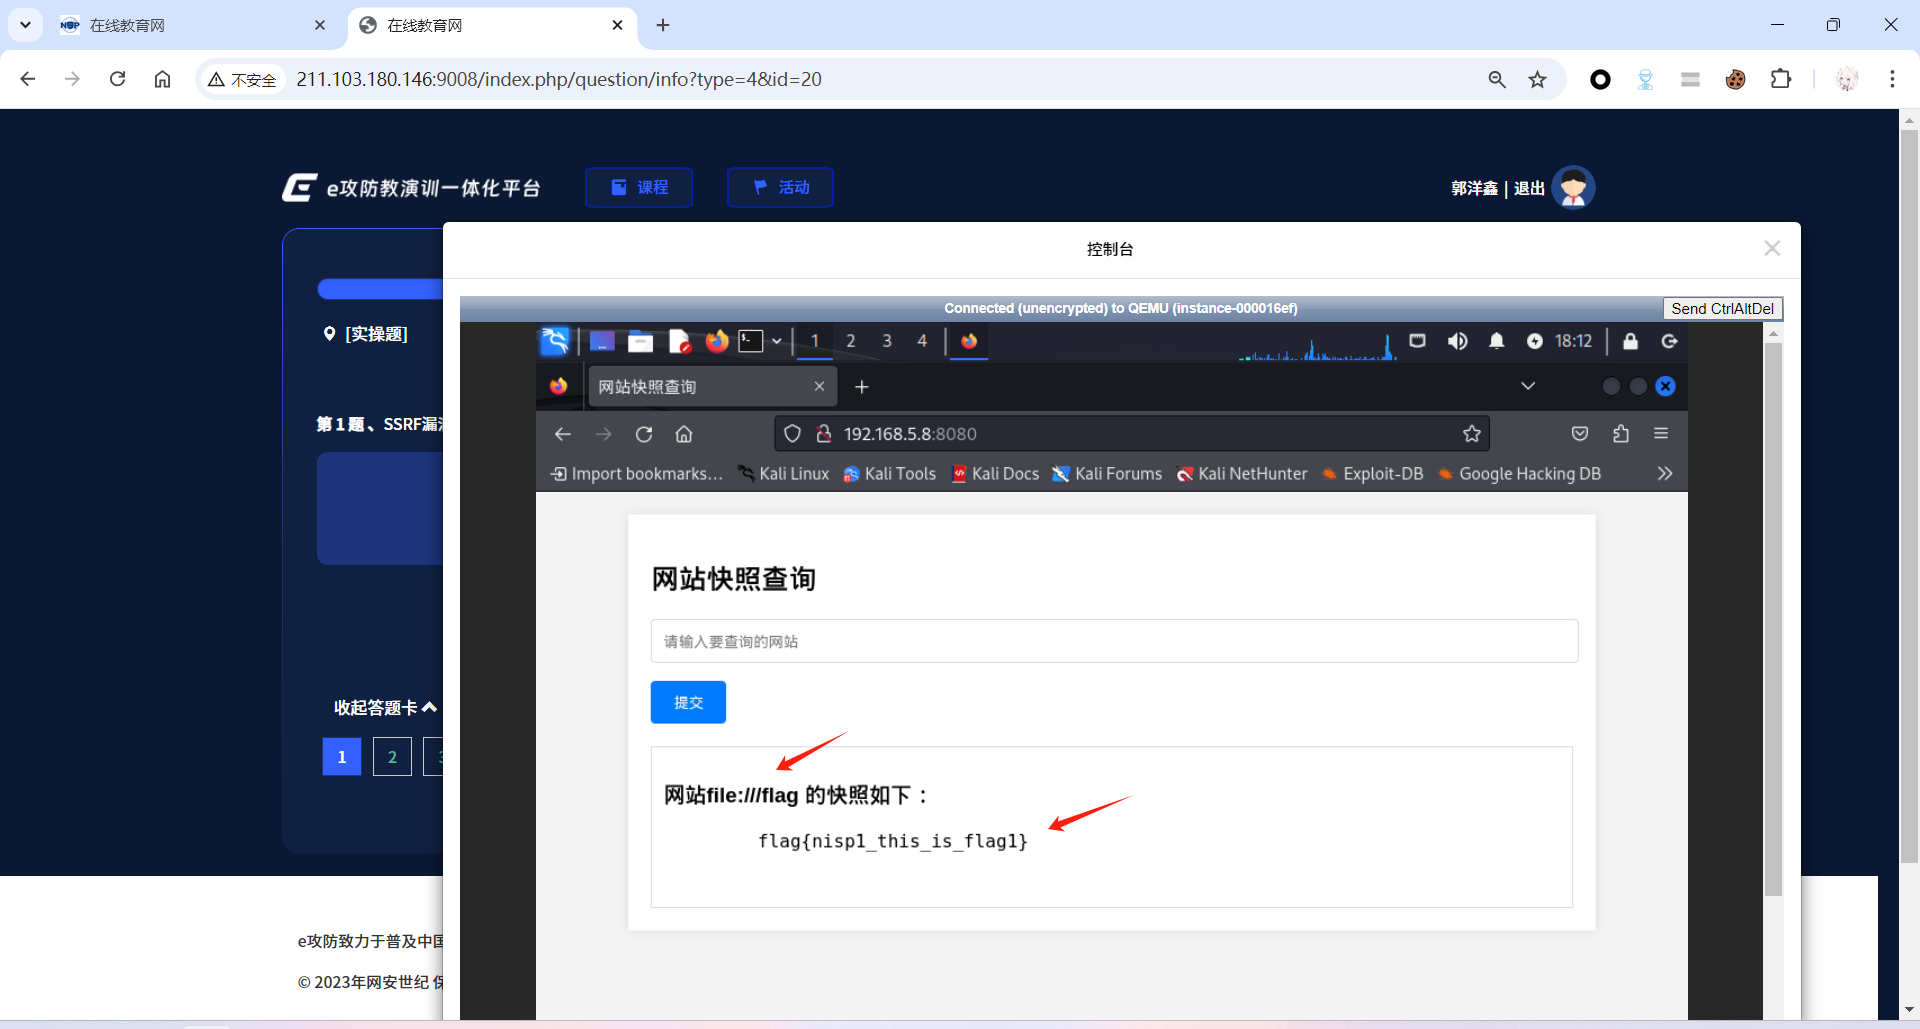 在线教育网
在线教育网
不安全
211.103.180.146:9008/index.php/question/info?type=4&id=20
e攻防教演训一体化平台
课程
活动
郭洋鑫 | 退出
控制台
[实操题]
Connected (unencrypted) to QEMU (instance-000016ef)
Send CtrlAltDel
1 2 3 4
18:12
网站快照查询
192.168.5.8:8080
Import bookmarks... Kali Linux Kali Tools Kali Docs Kali Forums Kali NetHunter Exploit-DB Google Hacking DB
第1题、SSRF漏
网站快照查询
请输入要查询的网站
提交
收起答题卡
1 2 3
网站file:///flag 的快照如下：
flag{nisp1_this_is_flag1}
e攻防致力于普及中国
© 2023年网安世纪 保